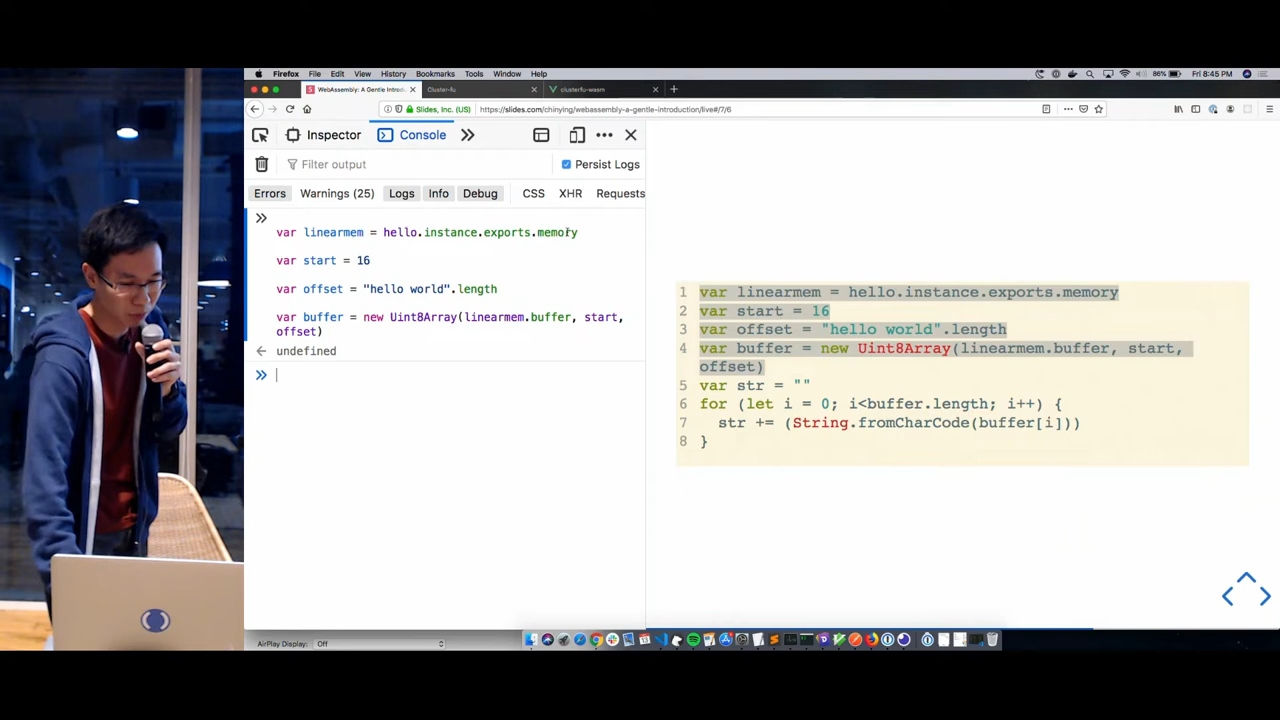 Firefox File Edit View History Bookmarks Tools Window Help 86% Fri 8:45 PM
WebAssembly: A Gentle Introdu × Cluster-fu × clusterfu-wasm × +
Slides, Inc. (US) https://slides.com/chinying/webassembly-a-gentle-introduction/live#/7/6
Inspector Console
Filter output Persist Logs
Errors Warnings (25) Logs Info Debug CSS XHR Requests
var linearmem = hello.instance.exports.memory
var start = 16
var offset = "hello world".length
var buffer = new Uint8Array(linearmem.buffer, start,
offset)
undefined
1 var linearmem = hello.instance.exports.memory
2 var start = 16
3 var offset = "hello world".length
4 var buffer = new Uint8Array(linearmem.buffer, start,
offset)
5 var str = ""
6 for (let i = 0; i<buffer.length; i++) {
7 str += (String.fromCharCode(buffer[i]))
8 }
AirPlay Display: Off